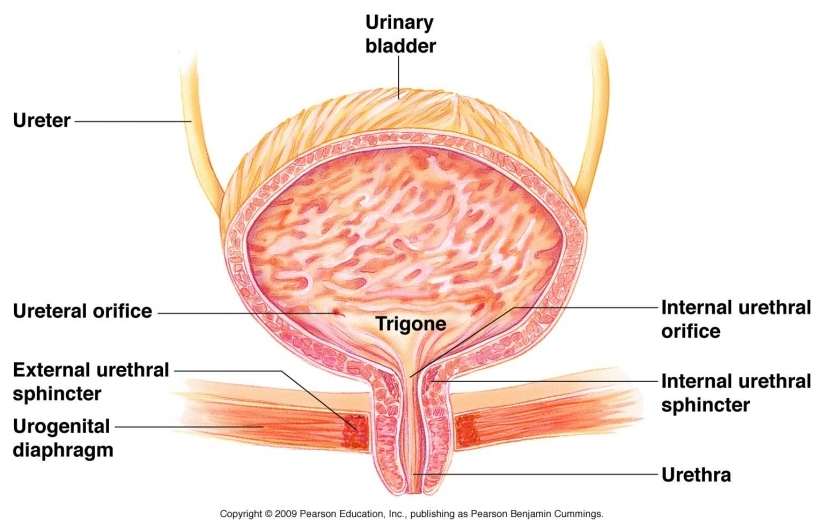 Urinary
bladder
Ureter
Ureteral orifice
Trigone
Internal urethral
orifice
External urethral
sphincter
Internal urethral
sphincter
Urogenital
diaphragm
Urethra
Copyright © 2009 Pearson Education, Inc., publishing as Pearson Benjamin Cummings.